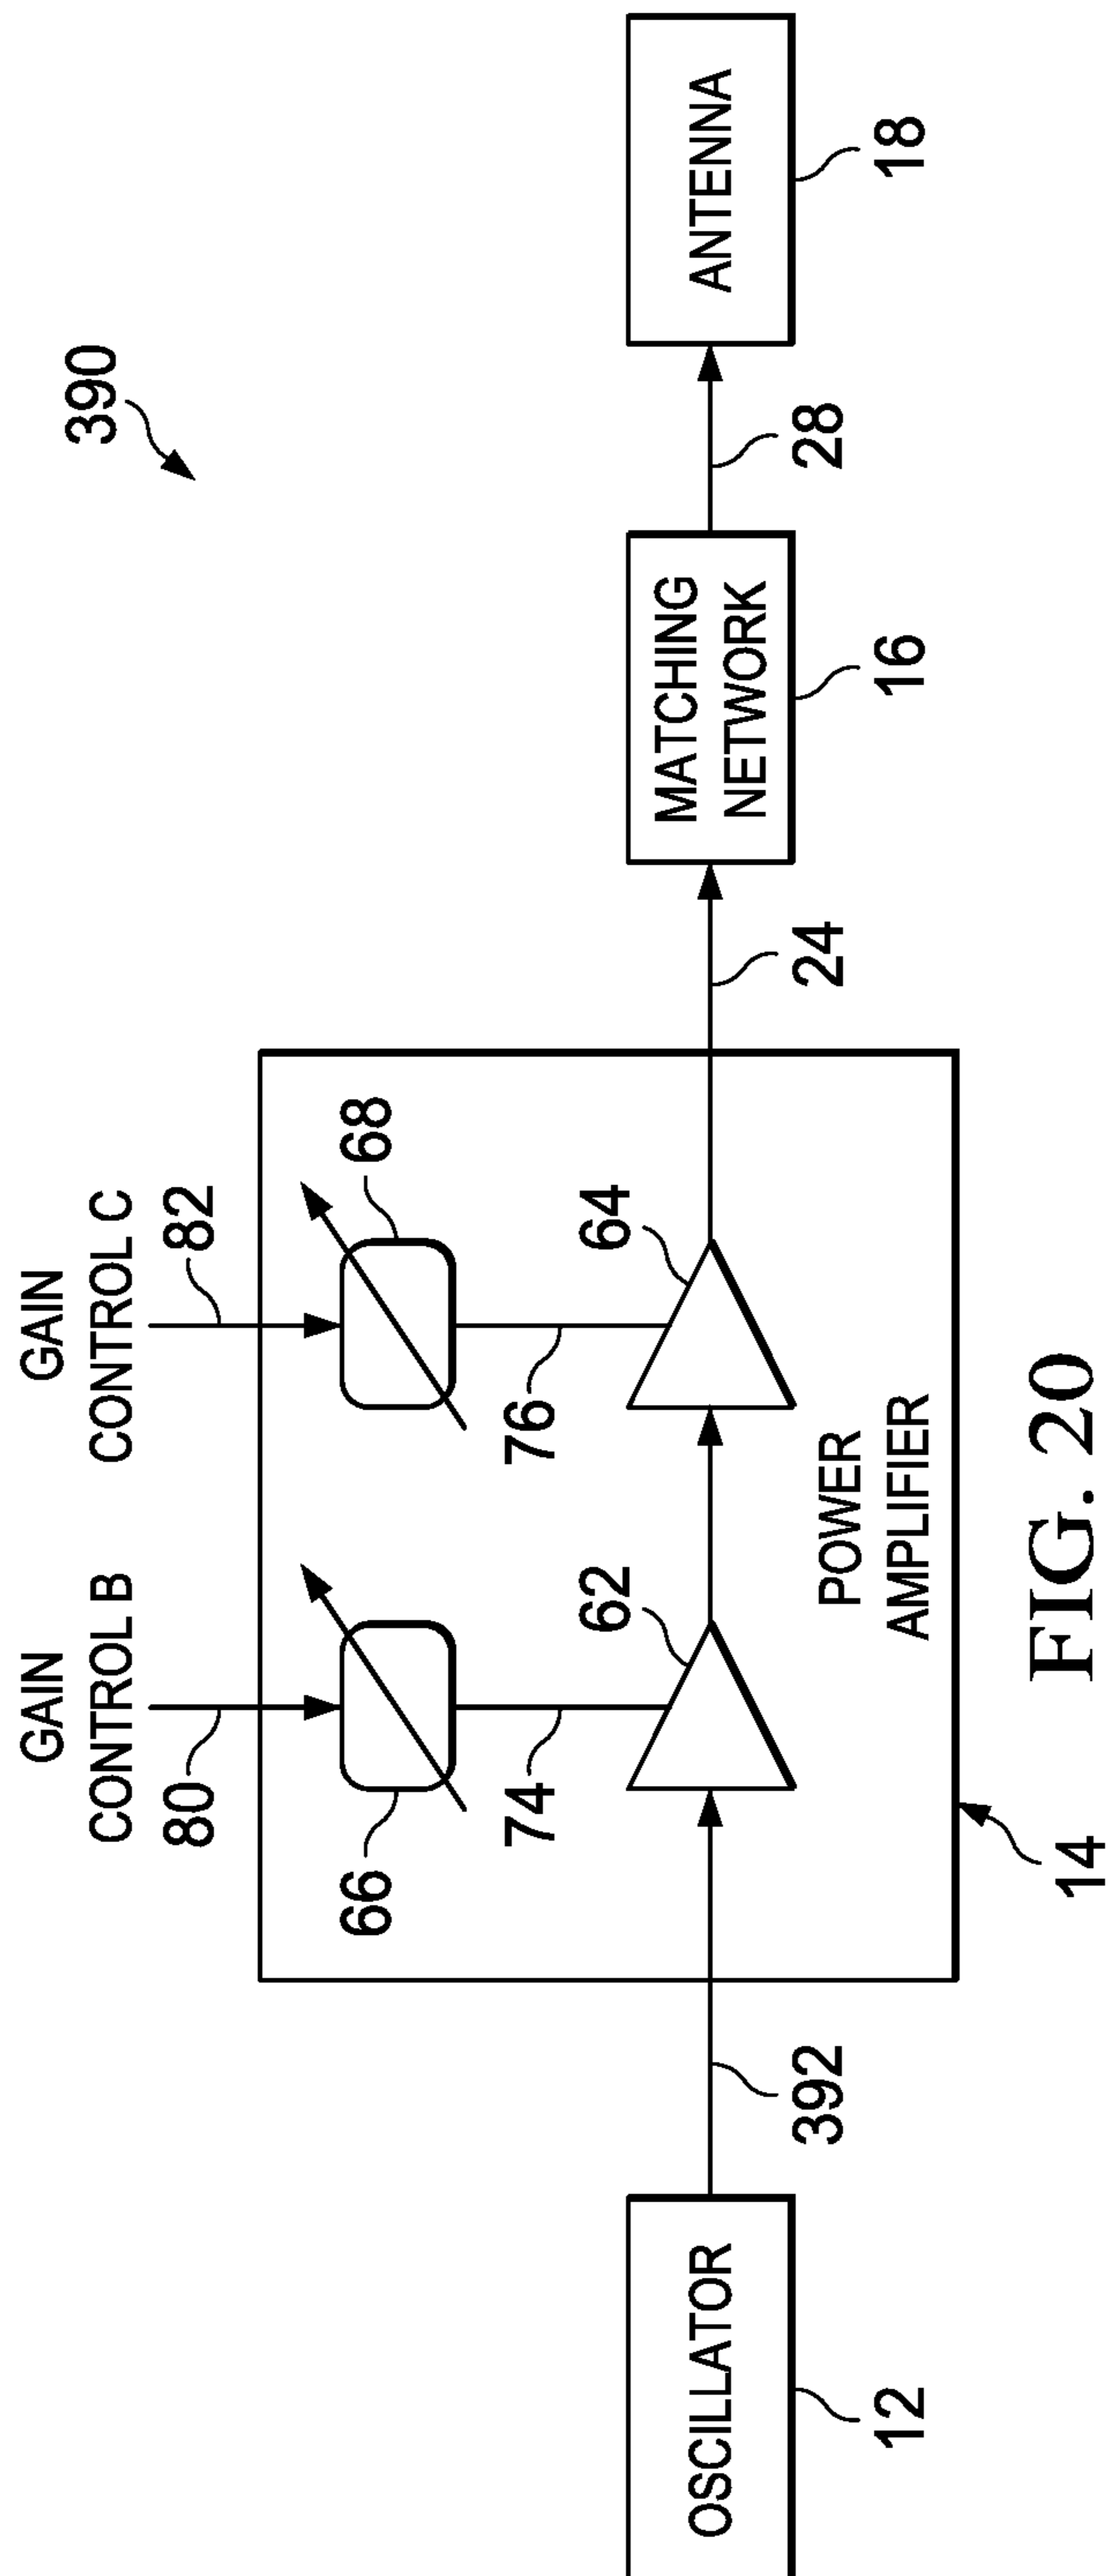 390
GAIN
CONTROL B
80
GAIN
CONTROL C
82
66
68
74
76
62
64
OSCILLATOR
12
392
POWER
AMPLIFIER
14
24
MATCHING
NETWORK
16
28
ANTENNA
18
FIG. 20